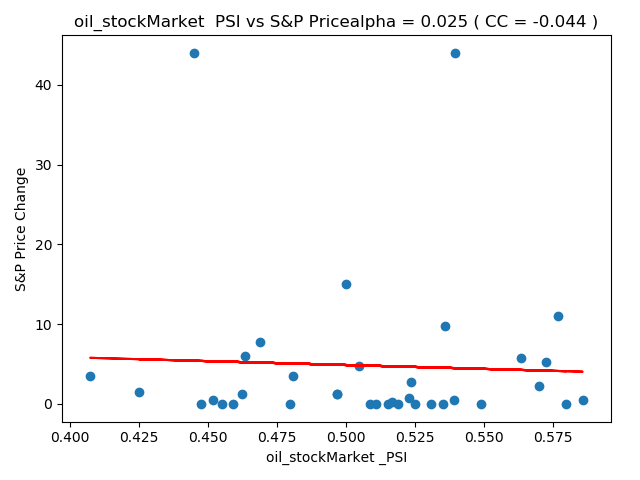 oil_stockMarket  PSI vs S&P Pricealpha = 0.025 ( CC = -0.044 )
40
30
20
10
0
S&P Price Change
0.400 0.425 0.450 0.475 0.500 0.525 0.550 0.575
oil_stockMarket _PSI